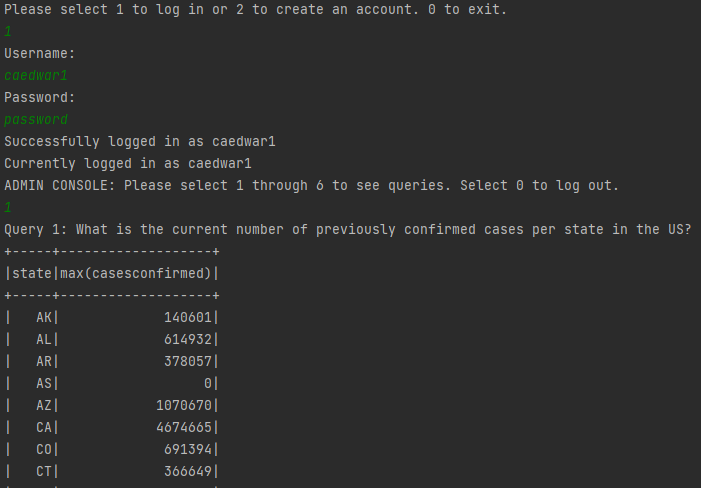 Please select 1 to log in or 2 to create an account. 0 to exit.
1
Username:
caedwar1
Password:
password
Successfully logged in as caedwar1
Currently logged in as caedwar1
ADMIN CONSOLE: Please select 1 through 6 to see queries. Select 0 to log out.
1
Query 1: What is the current number of previously confirmed cases per state in the US?
+-----+-------------------+
|state|max(casesconfirmed)|
+-----+-------------------+
|   AK|             140601|
|   AL|             614932|
|   AR|             378057|
|   AS|                  0|
|   AZ|            1070670|
|   CA|            4674665|
|   CO|             691394|
|   CT|             366649|